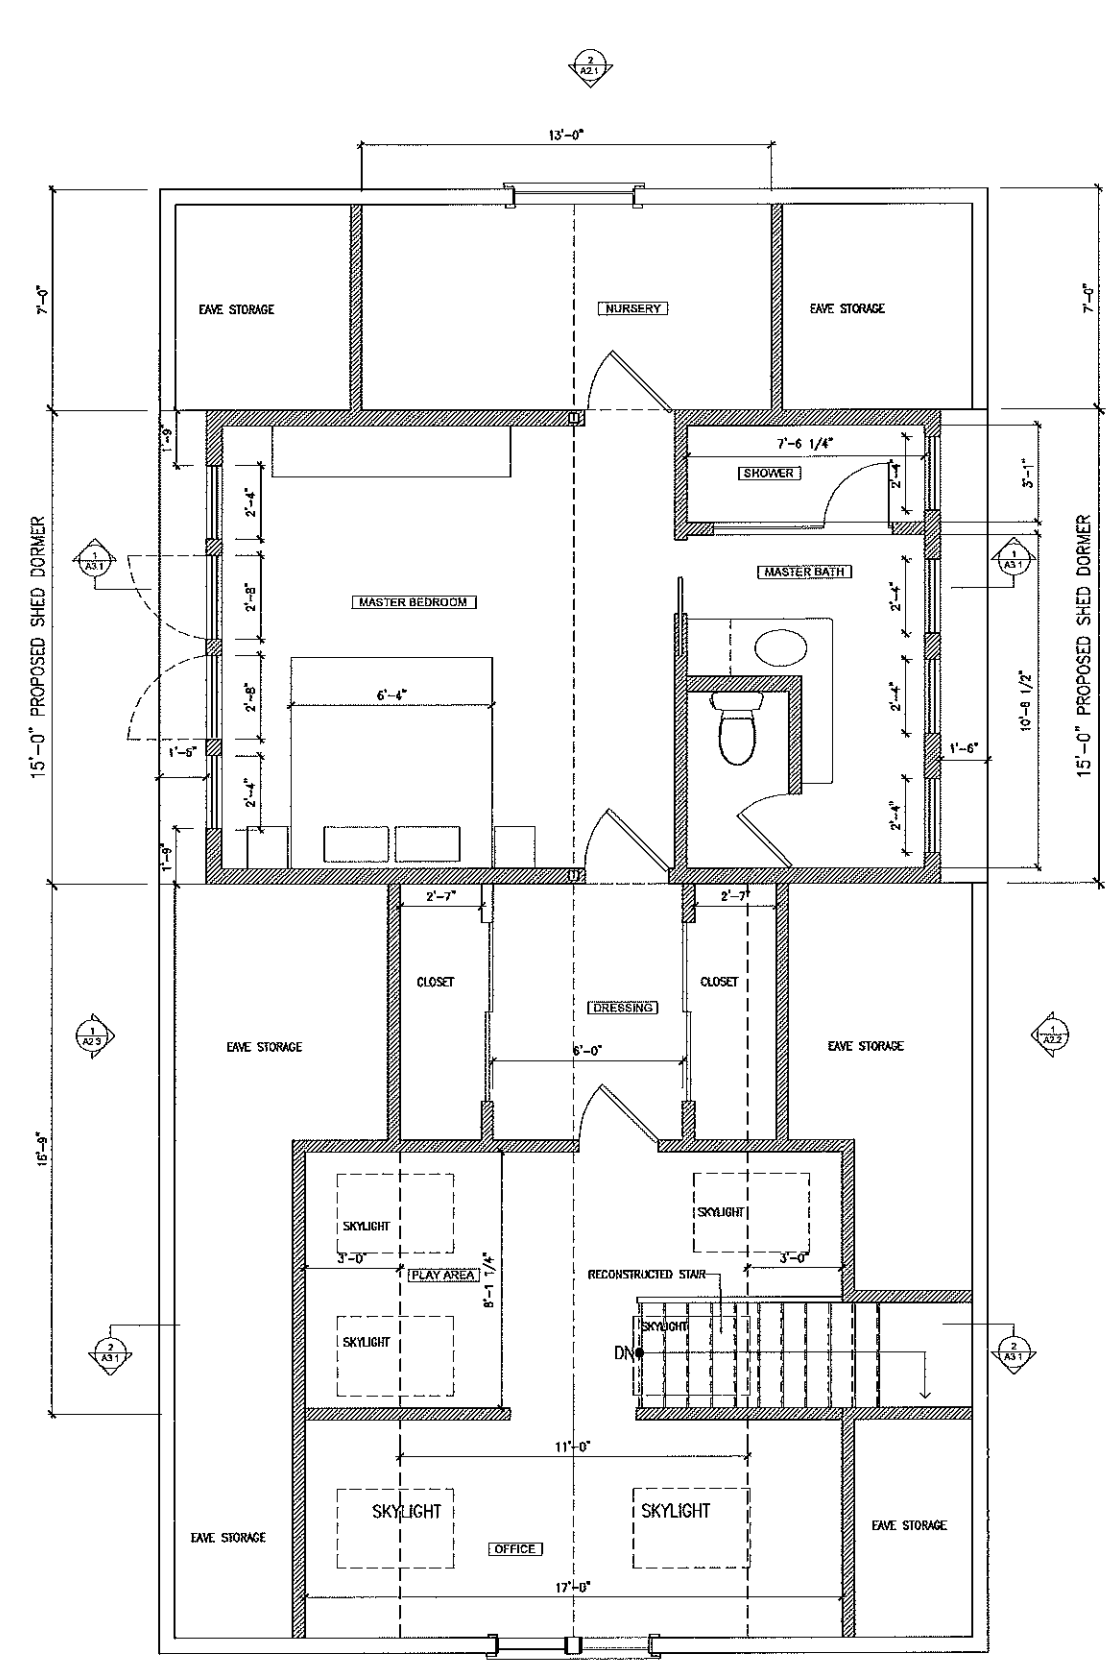 2
A2.1
13'-0"
7'-0"
7'-0"
EAVE STORAGE
NURSERY
EAVE STORAGE
1'-9"
7'-6 1/4"
SHOWER
2'-4"
3'-1"
2'-4"
15'-0" PROPOSED SHED DORMER
15'-0" PROPOSED SHED DORMER
1
A3.1
1
A3.1
MASTER BATH
2'-8"
MASTER BEDROOM
2'-4"
6'-4"
2'-8"
2'-4"
10'-8 1/2"
1'-6"
2'-4"
2'-4"
1'-9"
2'-7"
2'-7"
CLOSET
CLOSET
DRESSING
1
A2.3
1
A2.2
EAVE STORAGE
6'-0"
EAVE STORAGE
SKYLIGHT
SKYLIGHT
3'-0"
PLAY AREA
8'-1 1/4"
RECONSTRUCTED STAIR
3'-0"
SKYLIGHT
SKYLIGHT
DN
2
A3.1
2
A3.1
11'-0"
SKYLIGHT
SKYLIGHT
EAVE STORAGE
OFFICE
EAVE STORAGE
17'-0"